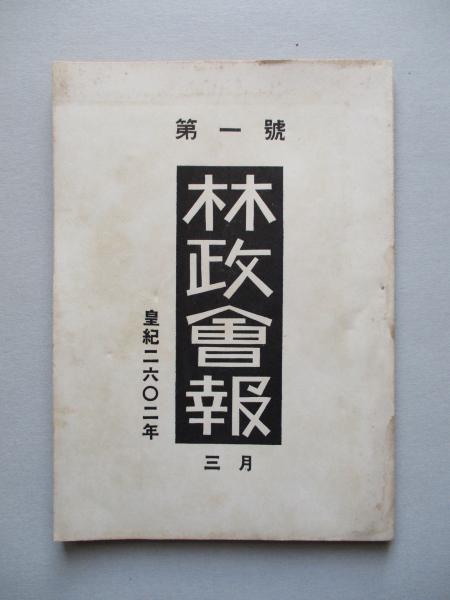 第一號
林政會報
皇紀二六〇二年
三月